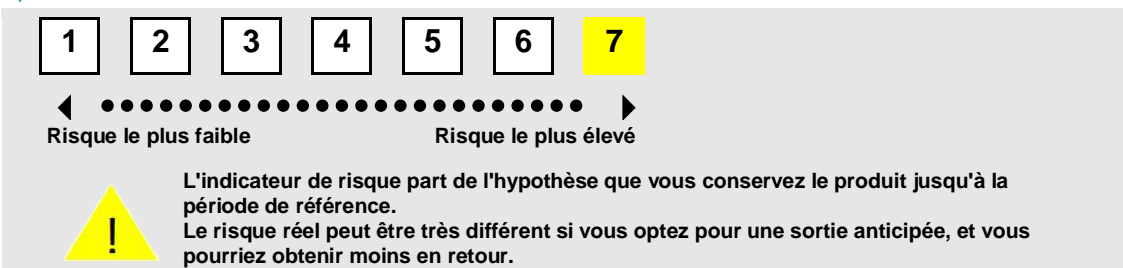 1 2 3 4 5 6 7
Risque le plus faible Risque le plus élevé
L'indicateur de risque part de l'hypothèse que vous conservez le produit jusqu'à la
période de référence.
Le risque réel peut être très différent si vous optez pour une sortie anticipée, et vous
pourriez obtenir moins en retour.
!